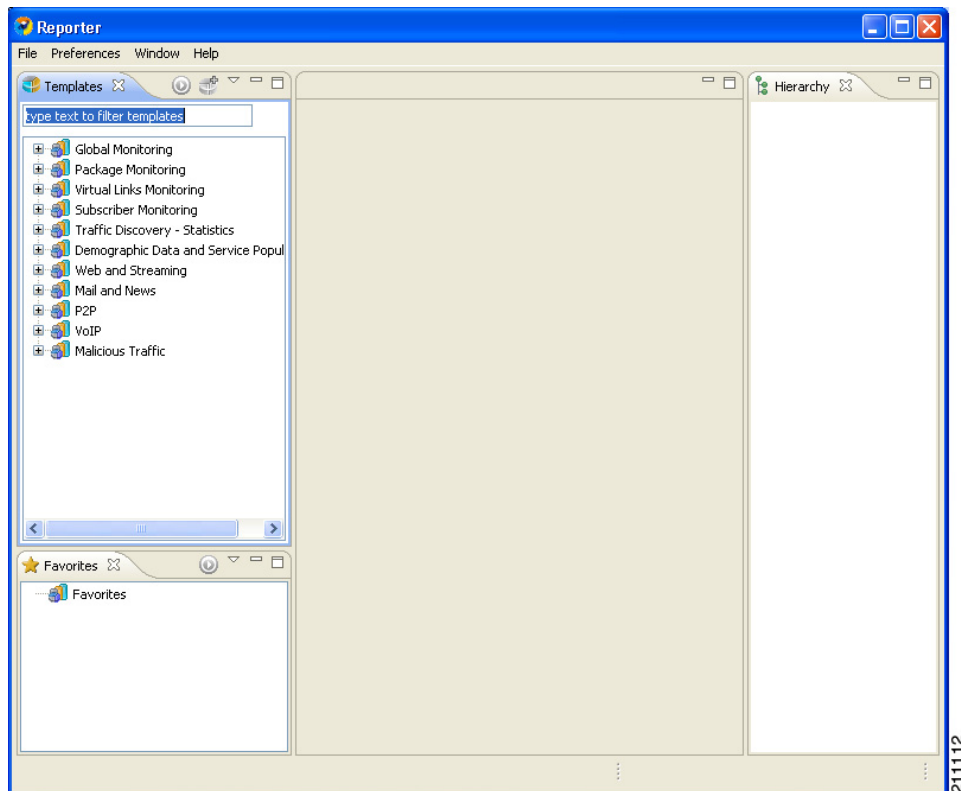 Reporter
File Preferences Window Help
Templates
type text to filter templates
Global Monitoring
Package Monitoring
Virtual Links Monitoring
Subscriber Monitoring
Traffic Discovery - Statistics
Demographic Data and Service Popul
Web and Streaming
Mail and News
P2P
VoIP
Malicious Traffic
Favorites
Favorites
Hierarchy
211112